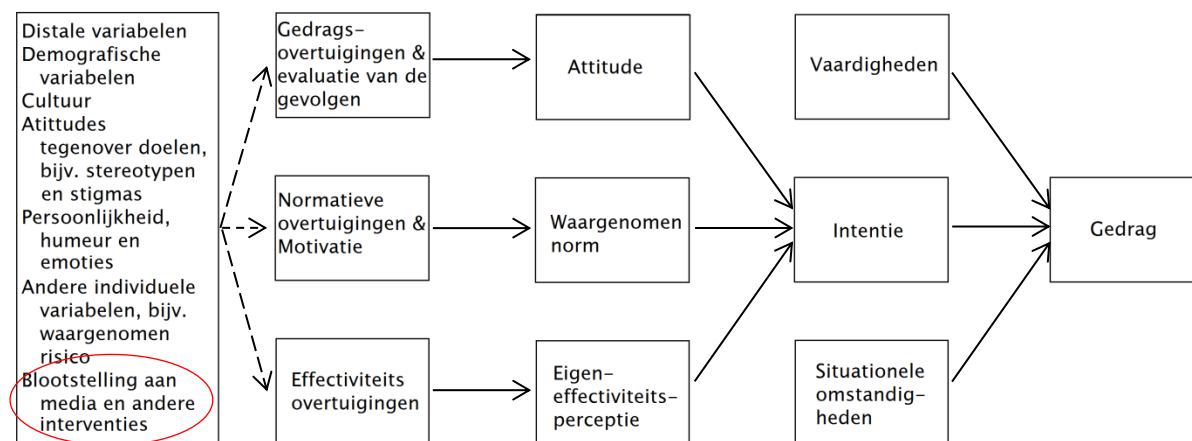 Distale variabelen
Demografische
variabelen
Cultuur
Atittudes
tegenover doelen,
bijv. stereotypen
en stigmas
Persoonlijkheid,
humeur en
emoties
Andere individuele
variabelen, bijv.
waargenomen
risico
Blootstelling aan
media en andere
interventies
Gedrags-
overtuigingen &
evaluatie van de
gevolgen
Normatieve
overtuigingen &
Motivatie
Effectiviteits
overtuigingen
Attitude
Waargenomen
norm
Eigen-
effectiviteits-
perceptie
Vaardigheden
Intentie
Situationele
omstandig-
heden
Gedrag